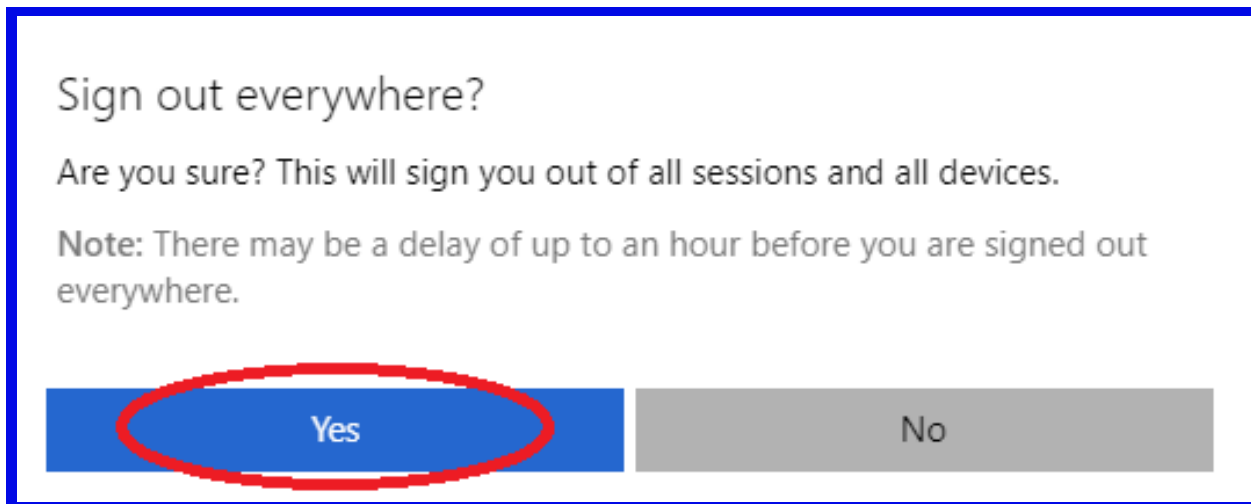 Sign out everywhere?
Are you sure? This will sign you out of all sessions and all devices.
Note: There may be a delay of up to an hour before you are signed out
everywhere.
Yes
No